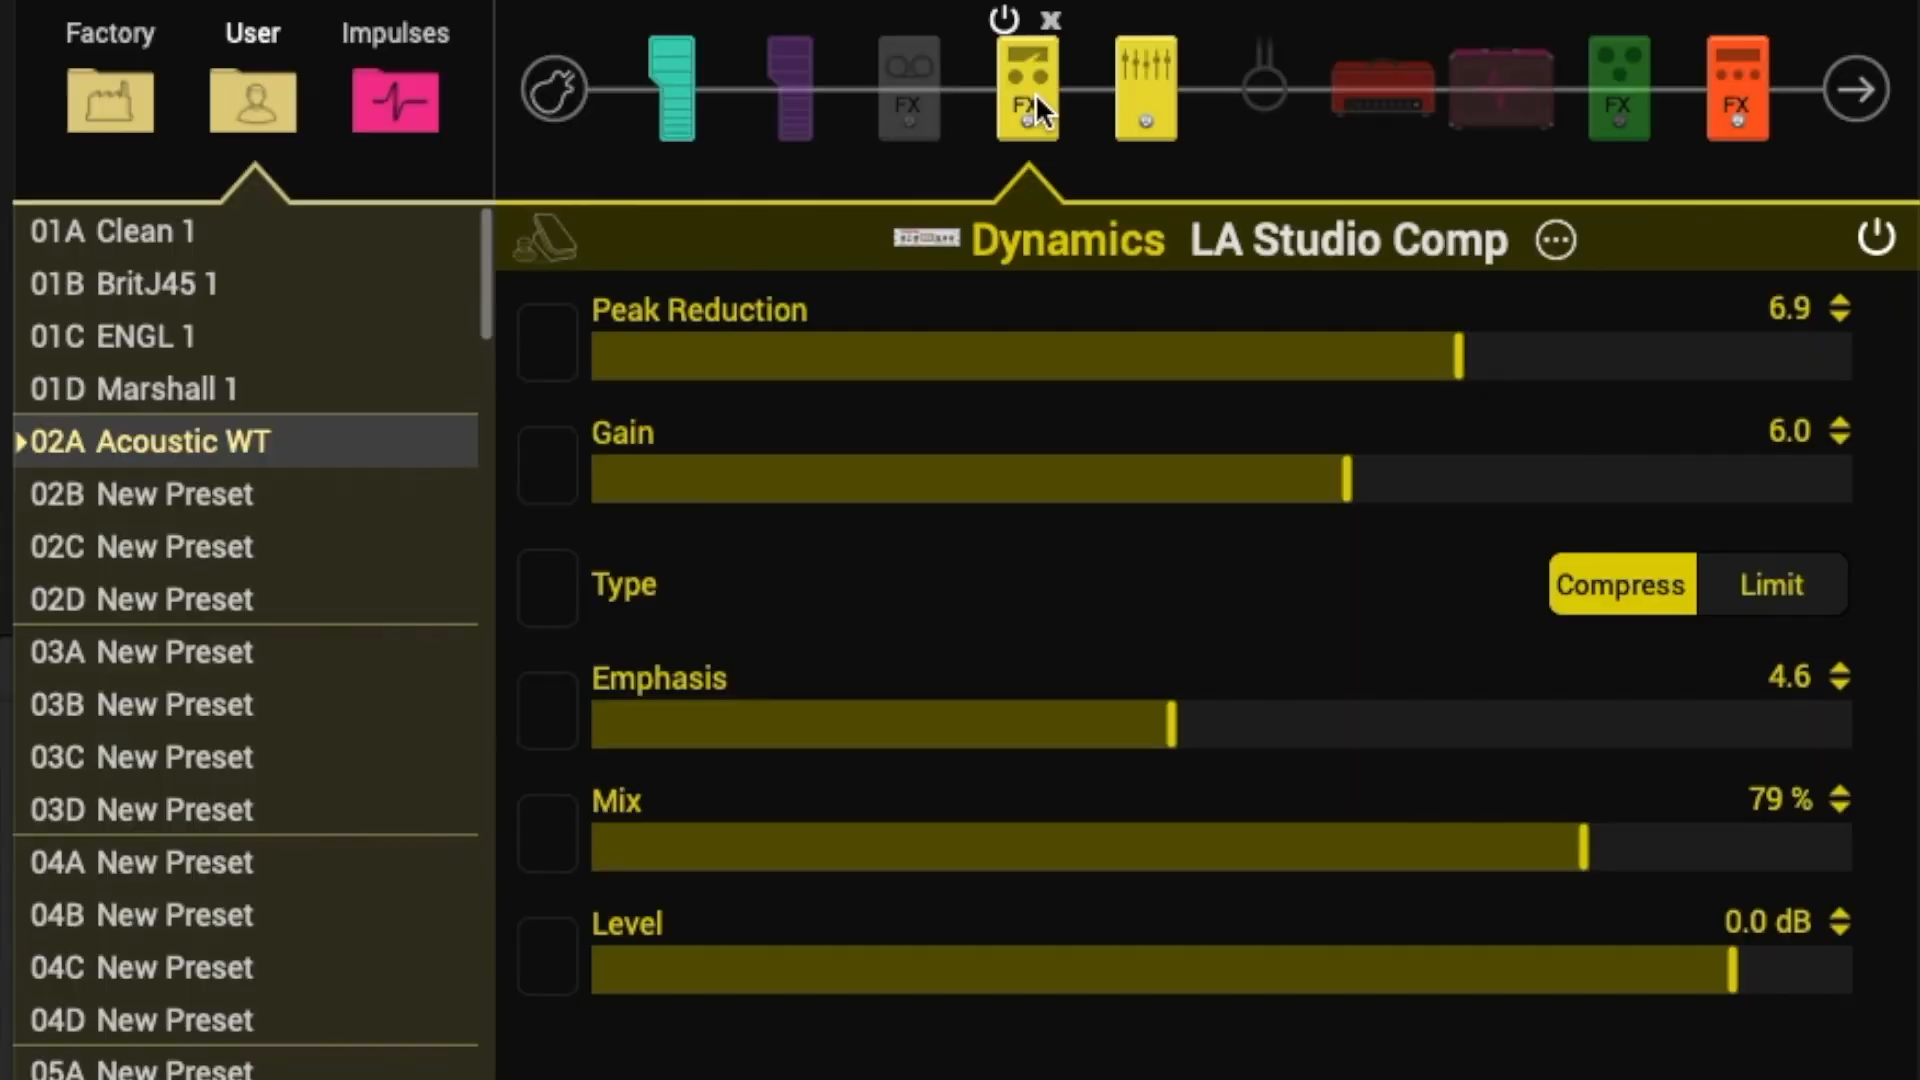 Factory
User
Impulses
X
FX
FX
FX
FX
Dynamics LA Studio Comp
01A Clean 1
01B BritJ45 1
01C ENGL 1
01D Marshall 1
02A Acoustic WT
02B New Preset
02C New Preset
02D New Preset
03A New Preset
03B New Preset
03C New Preset
03D New Preset
04A New Preset
04B New Preset
04C New Preset
04D New Preset
05A New Preset
Peak Reduction 6.9
Gain 6.0
Type Compress Limit
Emphasis 4.6
Mix 79 %
Level 0.0 dB